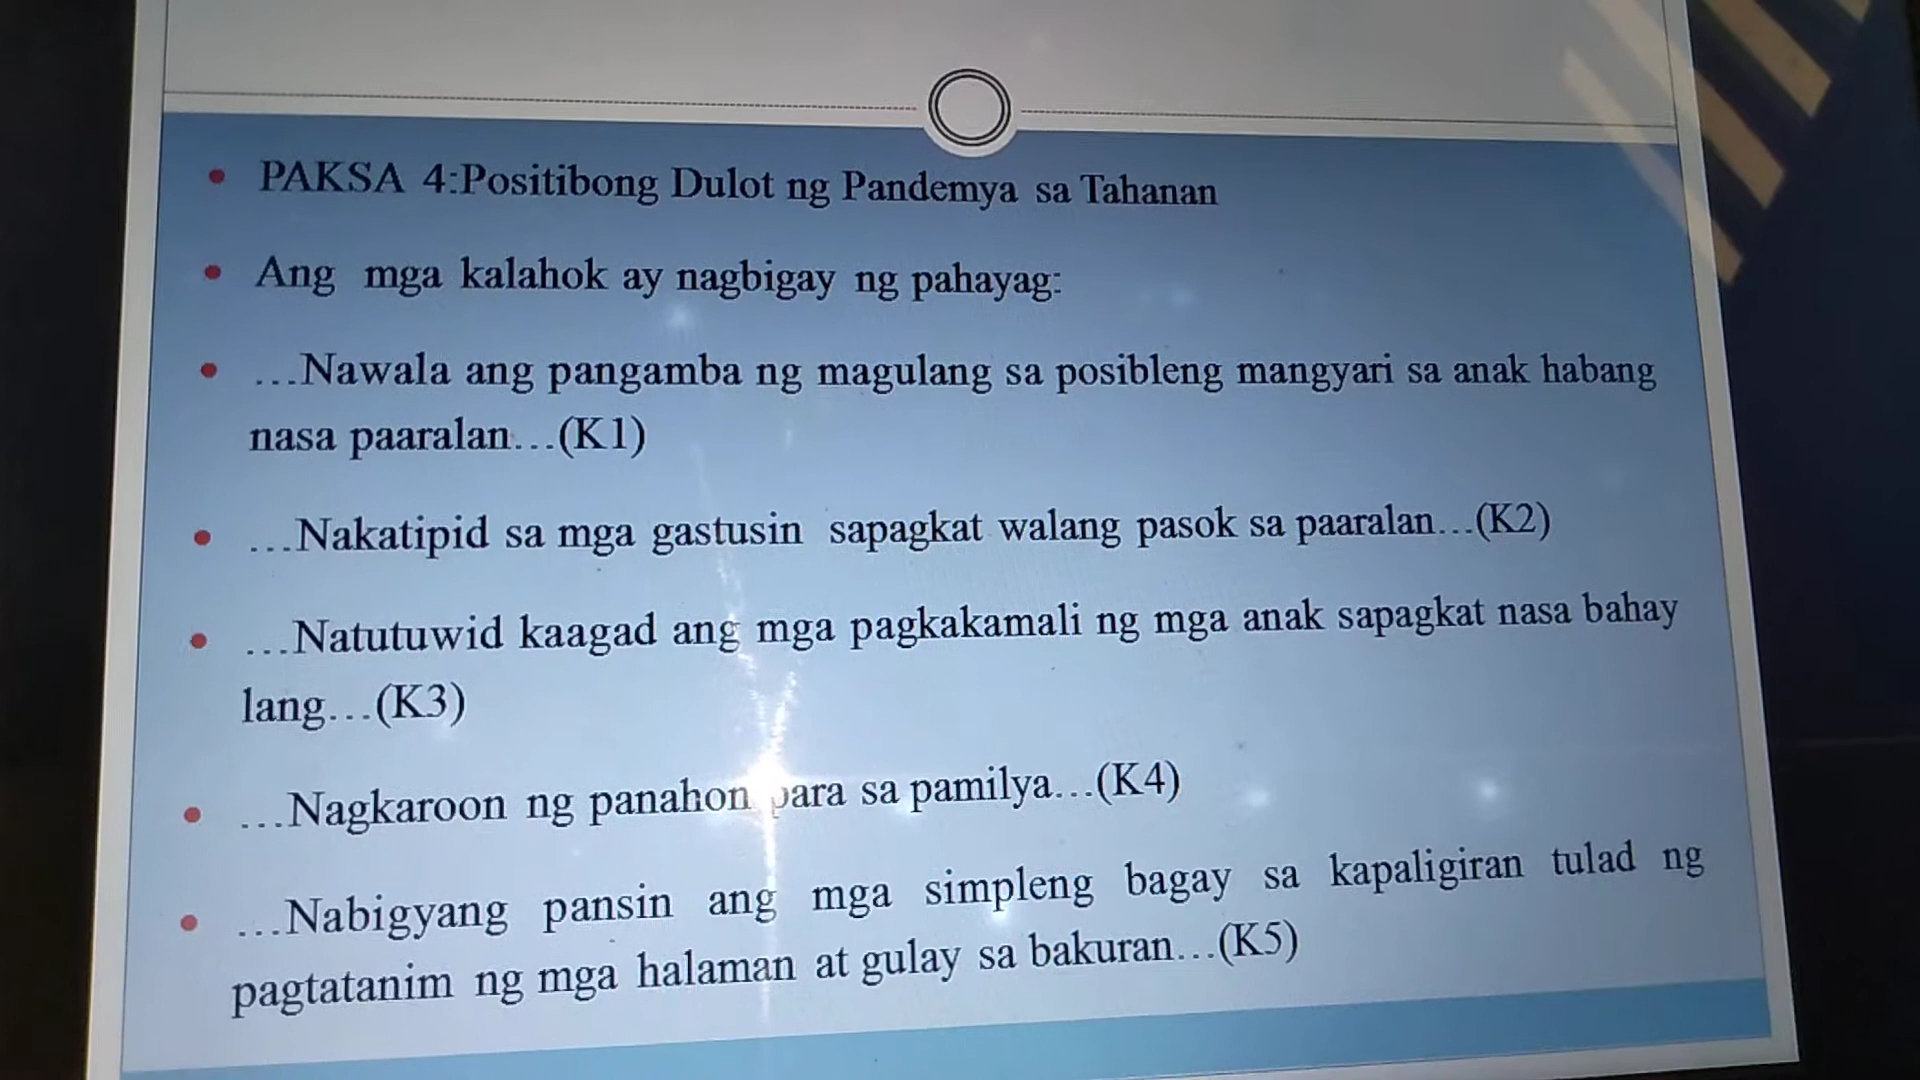 PAKSA 4:Positibong Dulot ng Pandemya sa Tahanan
Ang mga kalahok ay nagbigay ng pahayag:
...Nawala ang pangamba ng magulang sa posibleng mangyari sa anak habang
nasa paaralan...(K1)
...Nakatipid sa mga gastusin sapagkat walang pasok sa paaralan...(K2)
...Natutuwid kaagad ang mga pagkakamali ng mga anak sapagkat nasa bahay
lang...(K3)
...Nagkaroon ng panahon para sa pamilya...(K4)
...Nabigyang pansin ang mga simpleng bagay sa kapaligiran tulad ng
pagtatanim ng mga halaman at gulay sa bakuran...(K5)